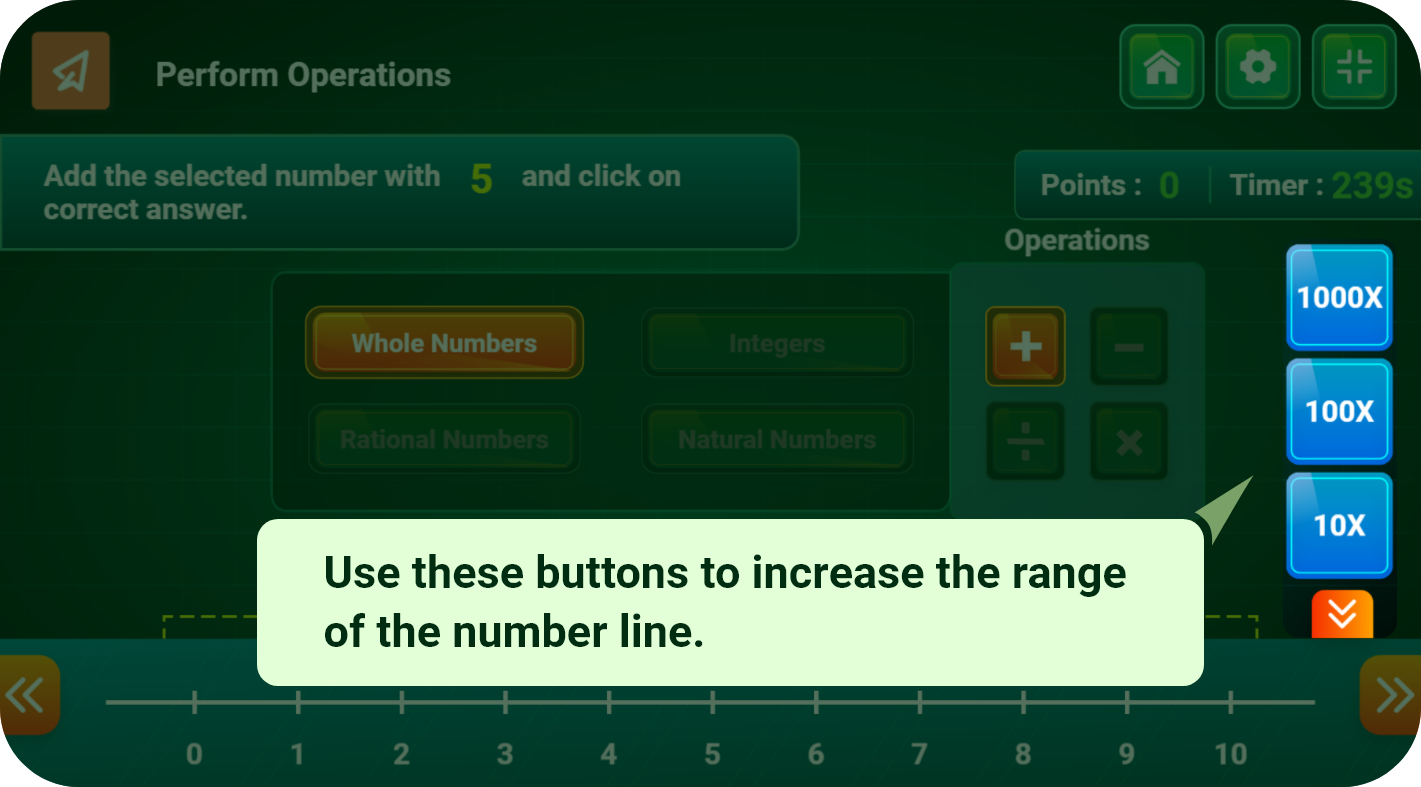 Perform Operations
Add the selected number with 5 and click on
correct answer.
Points : 0 Timer : 239s
Operations
1000X
Whole Numbers Integers
100X
Rational Numbers Natural Numbers
10X
Use these buttons to increase the range
of the number line.
0 1 2 3 4 5 6 7 8 9 10